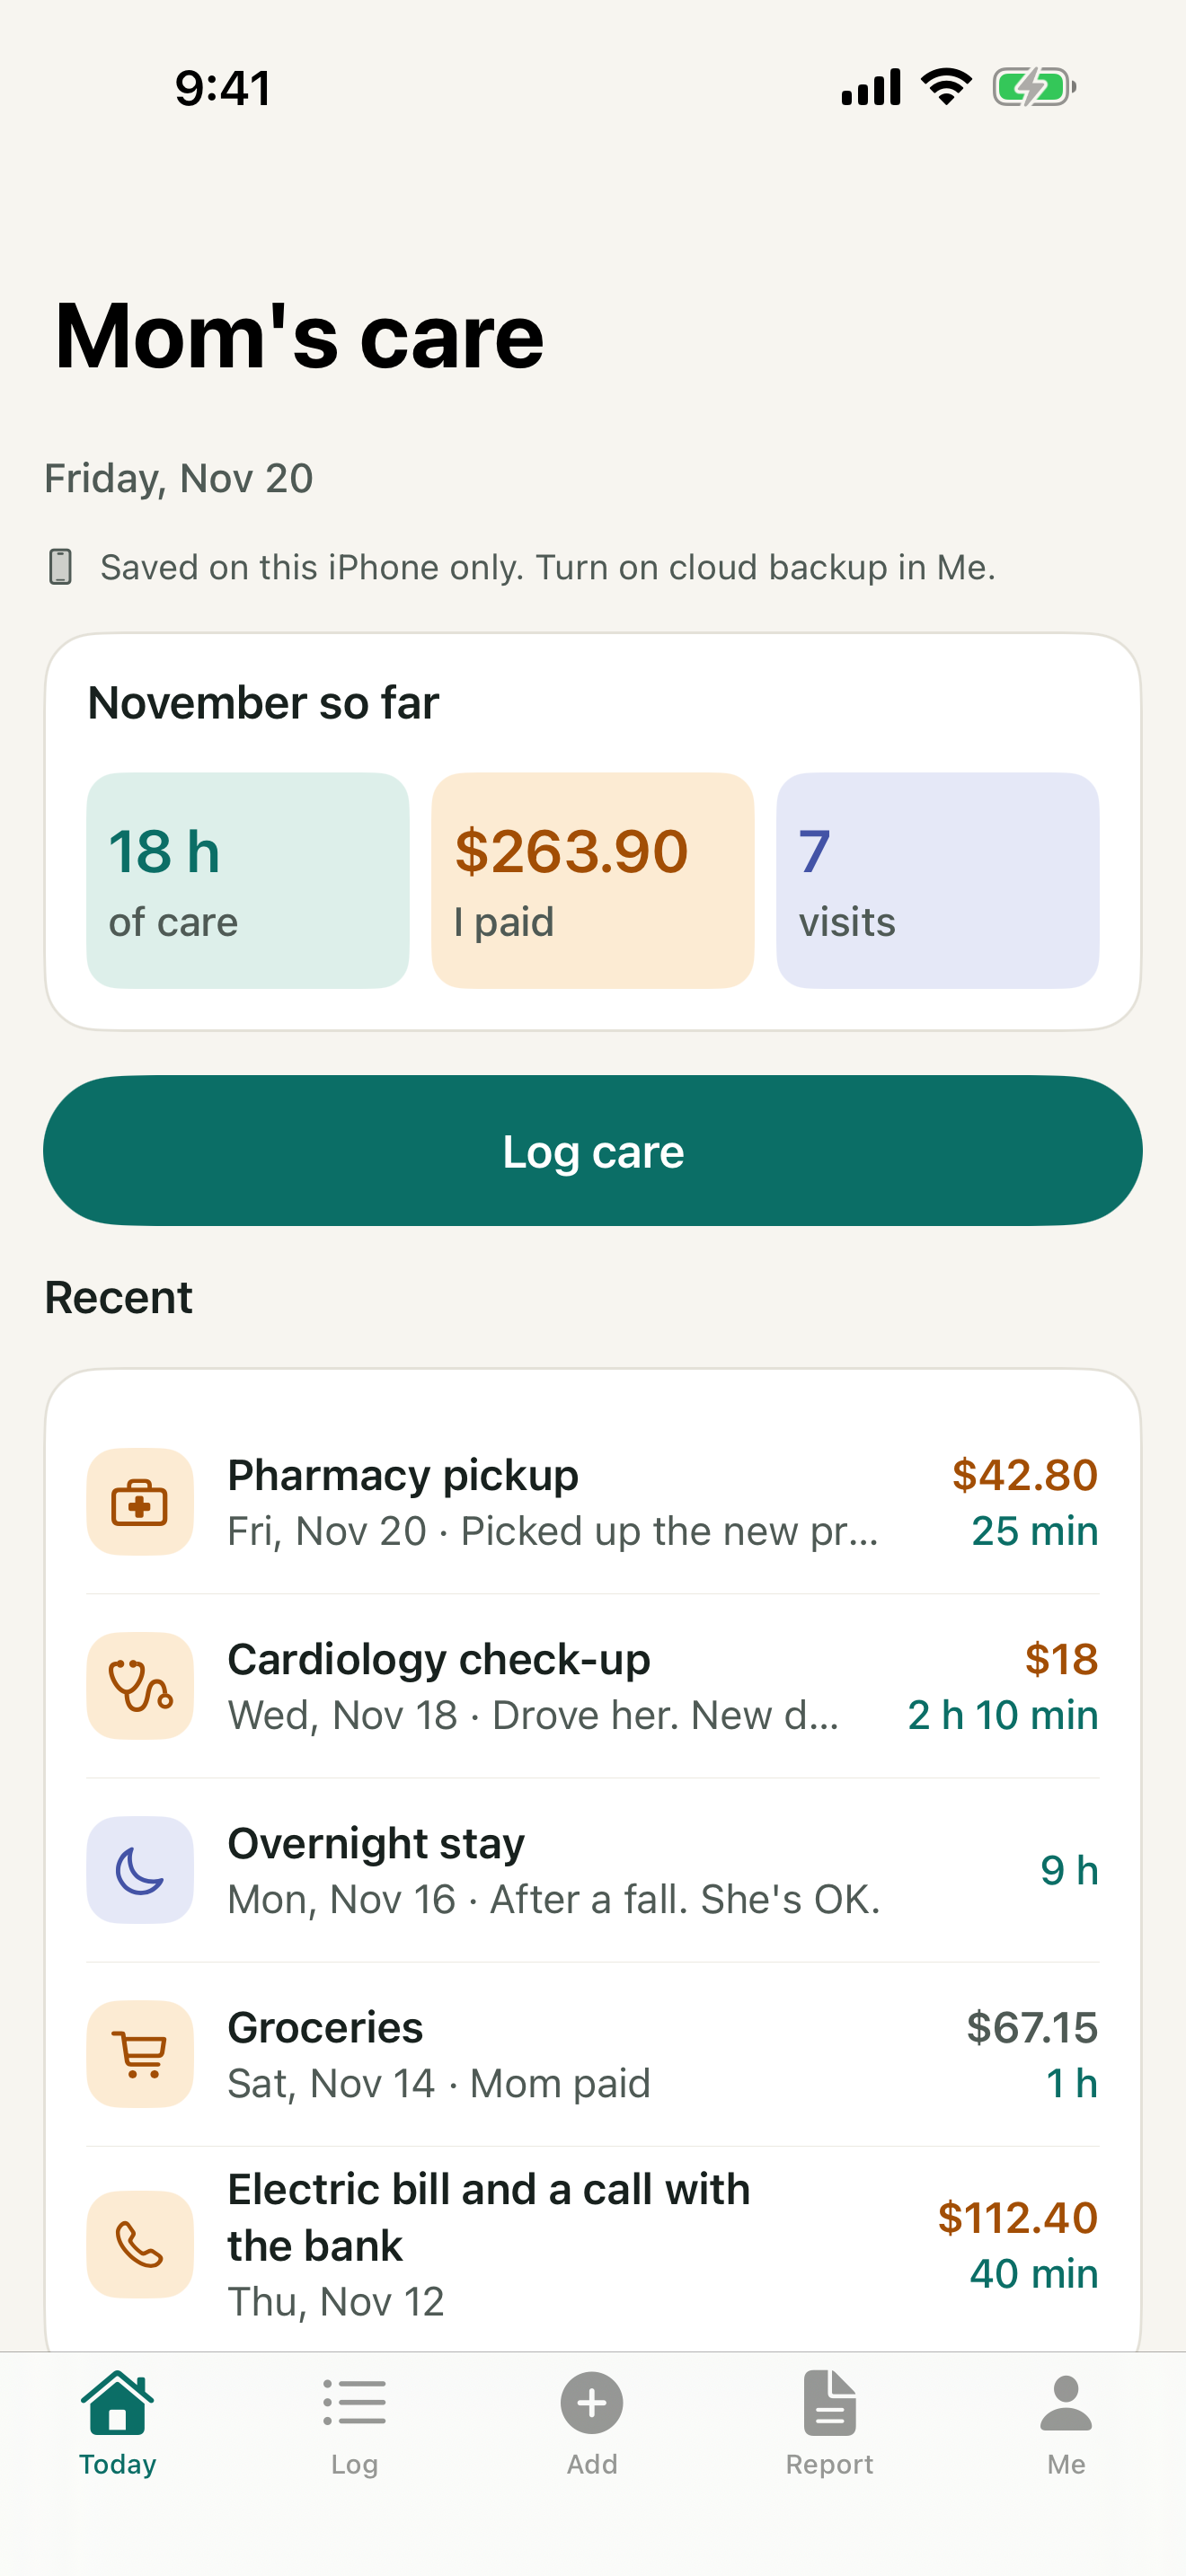 9:41
Mom's care
Friday, Nov 20
Saved on this iPhone only. Turn on cloud backup in Me.
November so far
18 h
of care
$263.90
I paid
7
visits
Log care
Recent
Pharmacy pickup
$42.80
Fri, Nov 20 · Picked up the new pr...
25 min
Cardiology check-up
$18
Wed, Nov 18 · Drove her. New d...
2 h 10 min
Overnight stay
9 h
Mon, Nov 16 · After a fall. She's OK.
Groceries
$67.15
Sat, Nov 14 · Mom paid
1 h
Electric bill and a call with
the bank
$112.40
40 min
Thu, Nov 12
Today
Log
Add
Report
Me